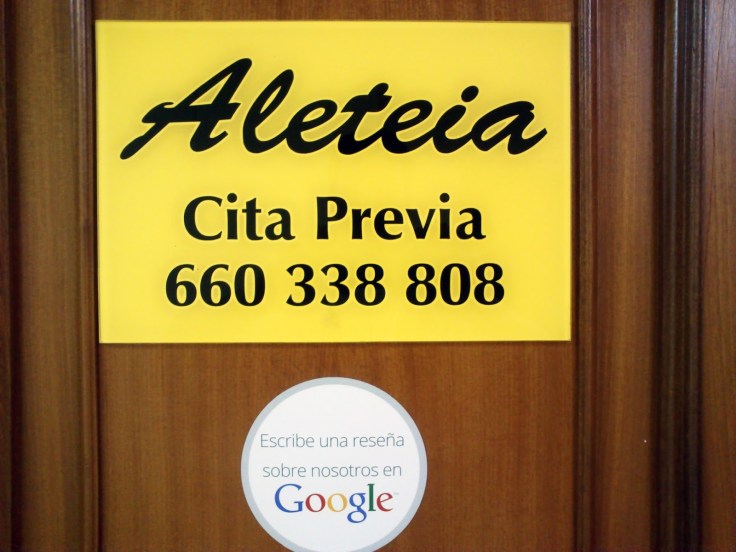 Aleteia
Cita Previa
660 338 808
Escribe una reseña
sobre nosotros en
Google